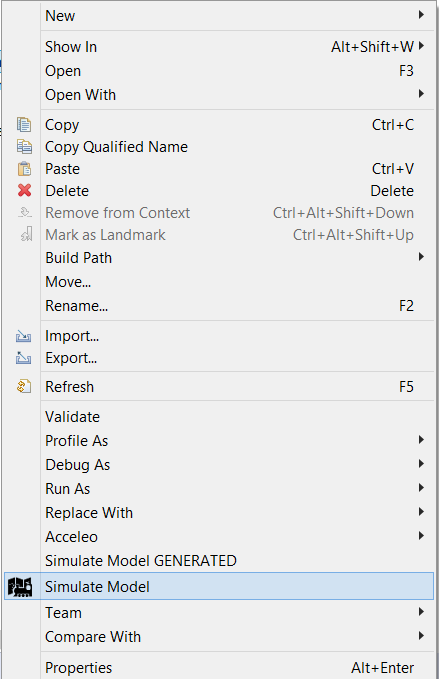 New
Show In Alt+Shift+W
Open F3
Open With
Copy Ctrl+C
Copy Qualified Name
Paste Ctrl+V
Delete Delete
Remove from Context Ctrl+Alt+Shift+Down
Mark as Landmark Ctrl+Alt+Shift+Up
Build Path
Move...
Rename... F2
Import...
Export...
Refresh F5
Validate
Profile As
Debug As
Run As
Replace With
Acceleo
Simulate Model GENERATED
Simulate Model
Team
Compare With
Properties Alt+Enter